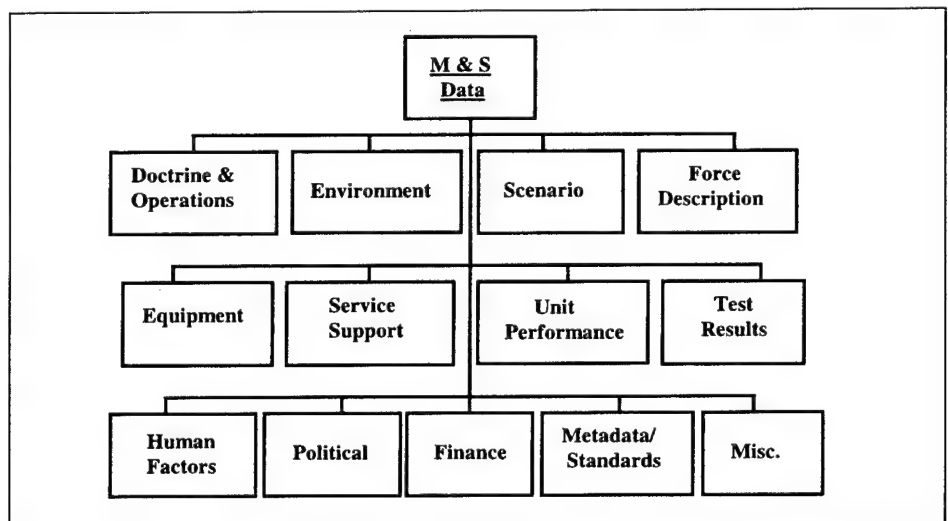 M & S
Data
Doctrine &
Operations
Environment
Scenario
Force
Description
Equipment
Service
Support
Unit
Performance
Test
Results
Human
Factors
Political
Finance
Metadata/
Standards
Misc.